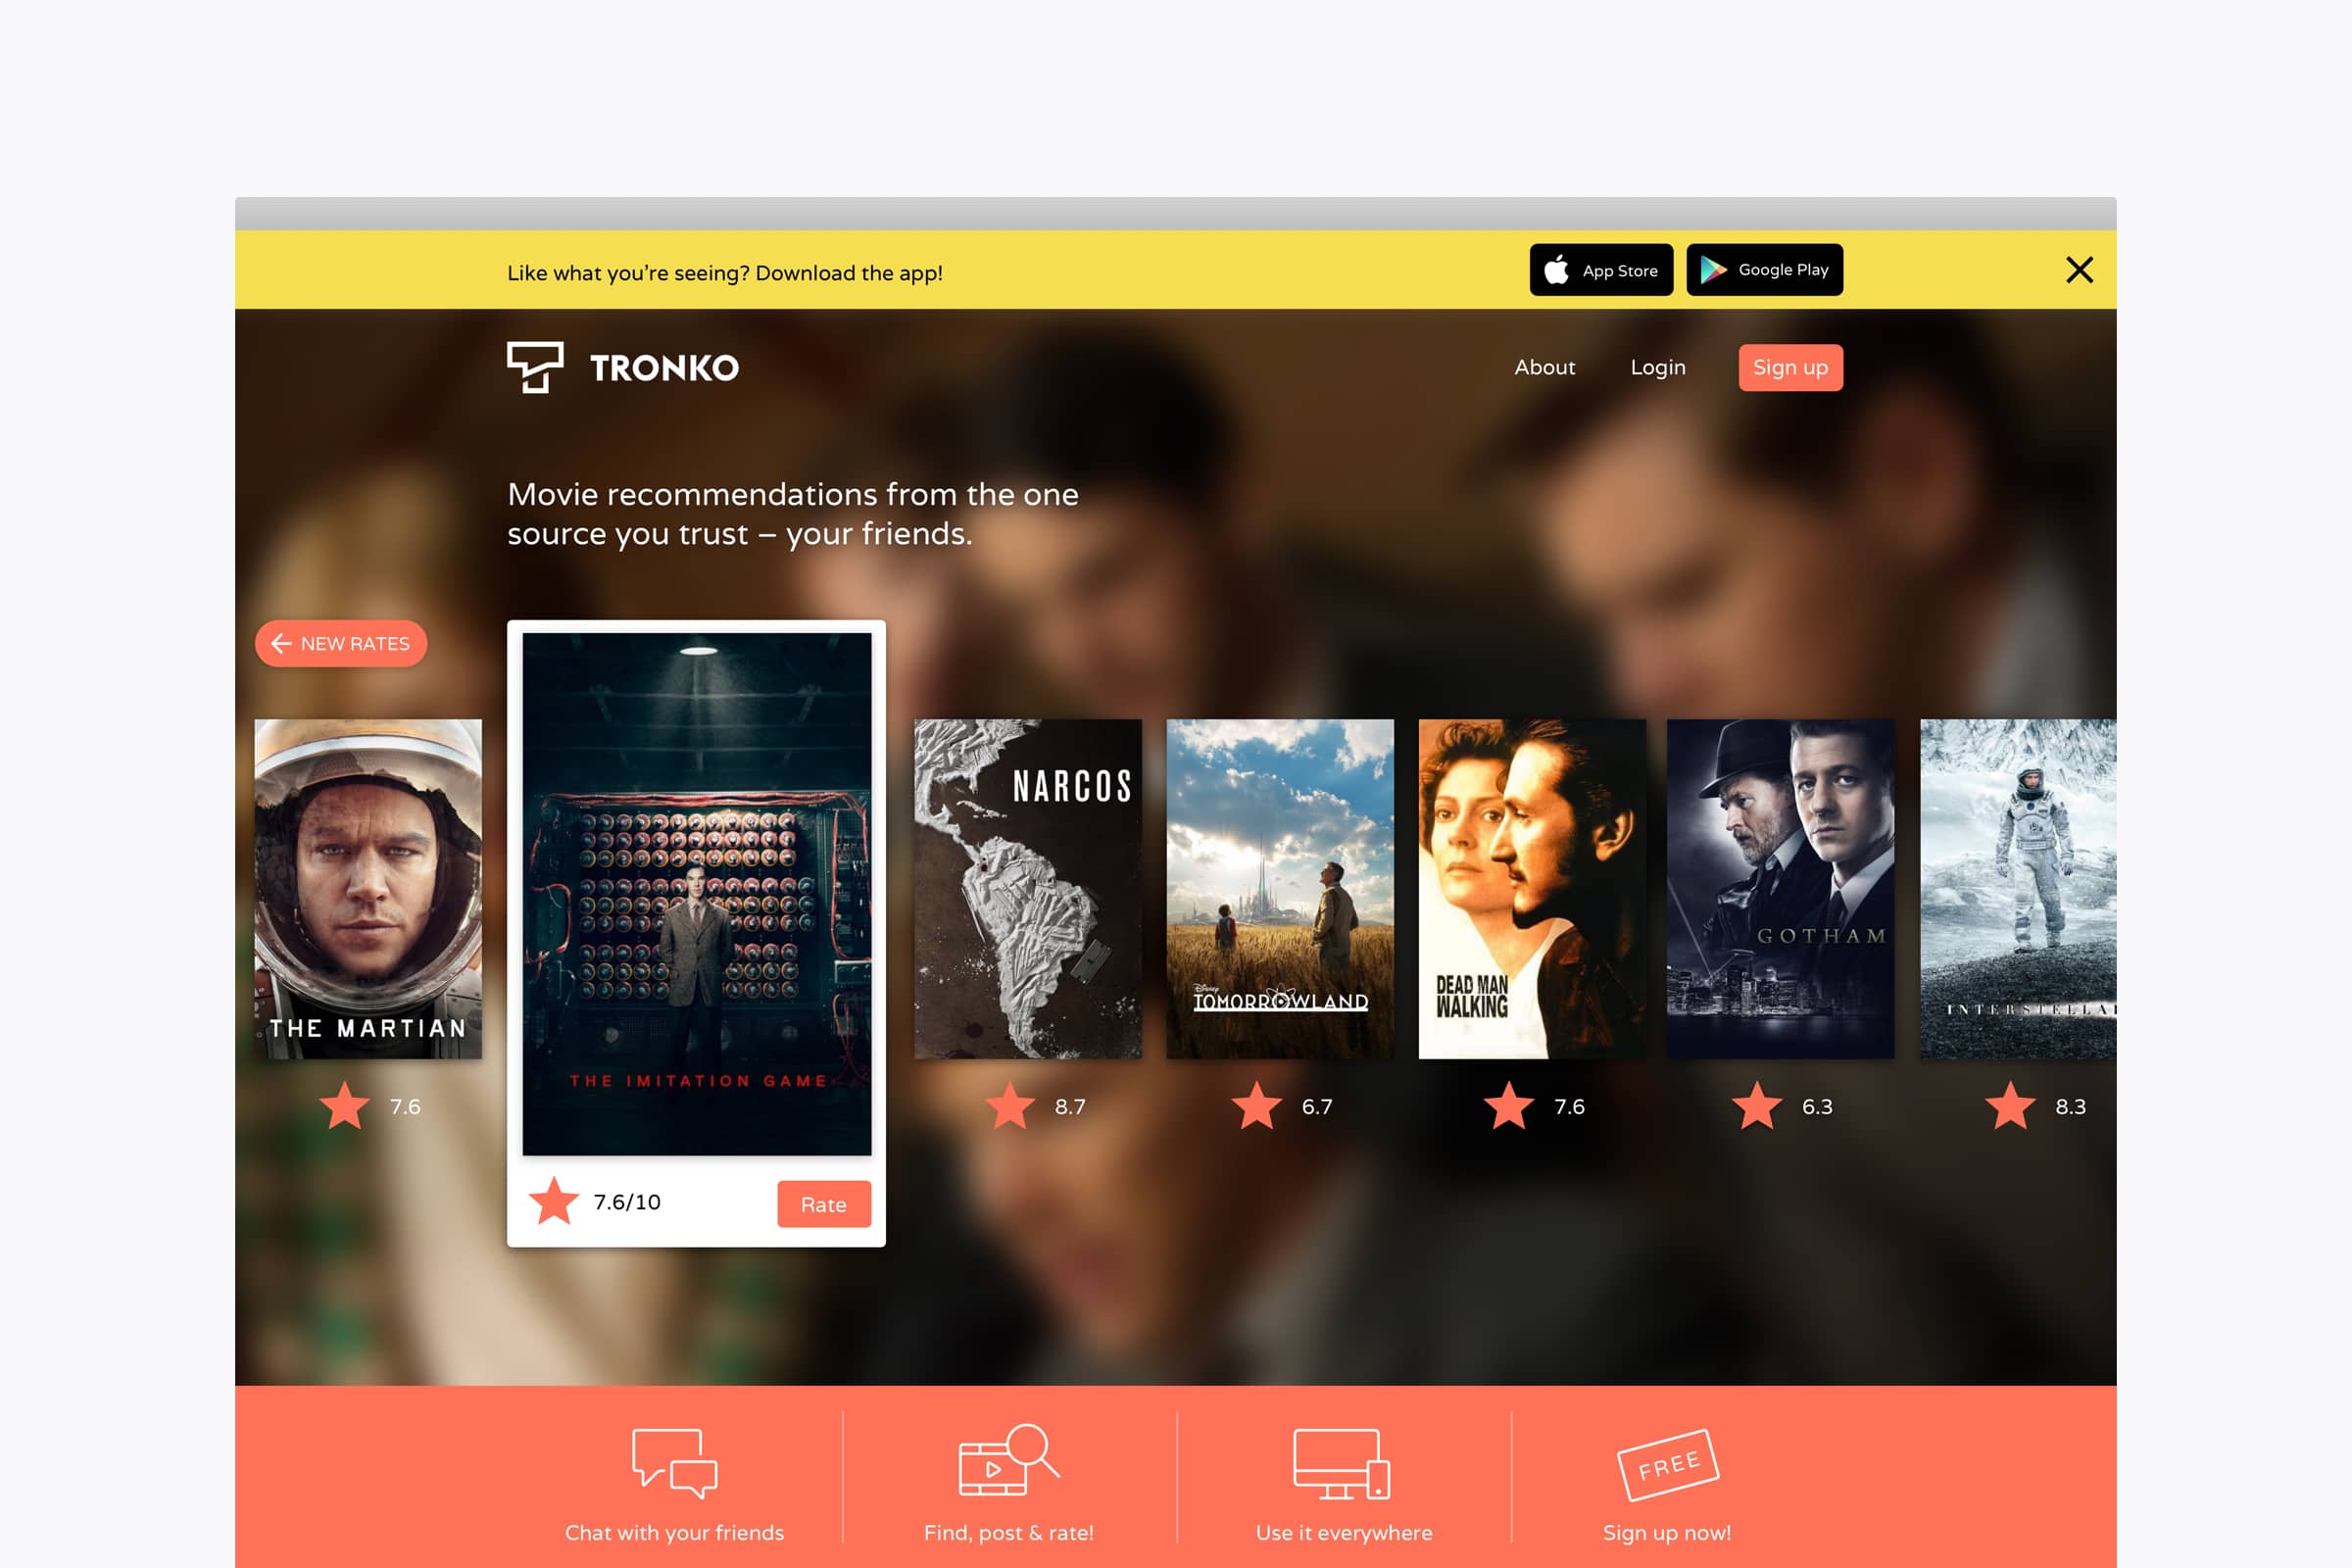 Like what you're seeing? Download the app!
App Store
Google Play
TRONKO
About
Login
Sign up
Movie recommendations from the one
source you trust – your friends.
NEW RATES
THE MARTIAN
7.6
THE IMITATION GAME
7.6/10
Rate
NARCOS
8.7
Disney
TOMORROWLAND
6.7
DEAD MAN
WALKING
7.6
GOTHAM
6.3
INTERSTELLA
8.3
Chat with your friends
Find, post & rate!
Use it everywhere
FREE
Sign up now!